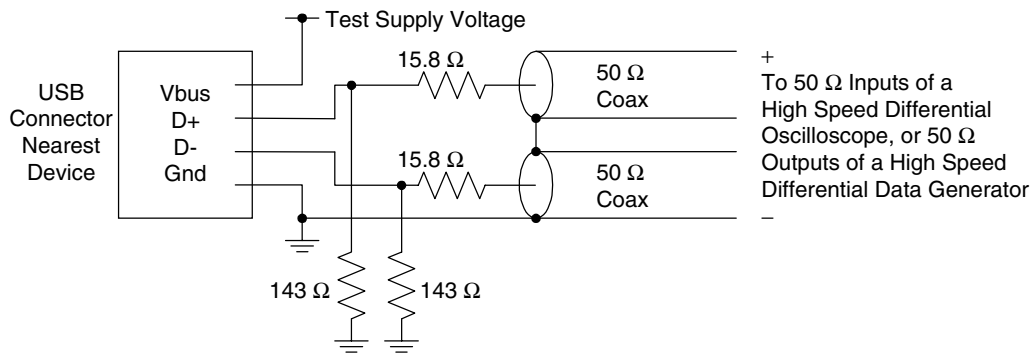 Test Supply Voltage
USB
Connector
Nearest
Device
Vbus
D+
D-
Gnd
15.8 Ω
50 Ω
Coax
15.8 Ω
50 Ω
Coax
143 Ω
143 Ω
+
To 50 Ω Inputs of a
High Speed Differential
Oscilloscope, or 50 Ω
Outputs of a High Speed
Differential Data Generator
−